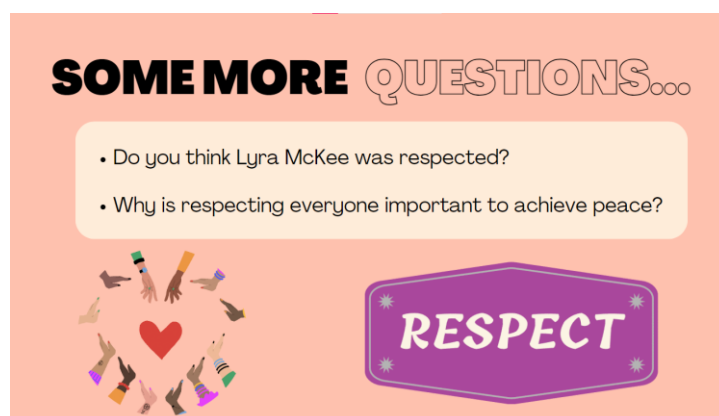 SOME MORE QUESTIONS...
• Do you think Lyra McKee was respected?
• Why is respecting everyone important to achieve peace?
RESPECT